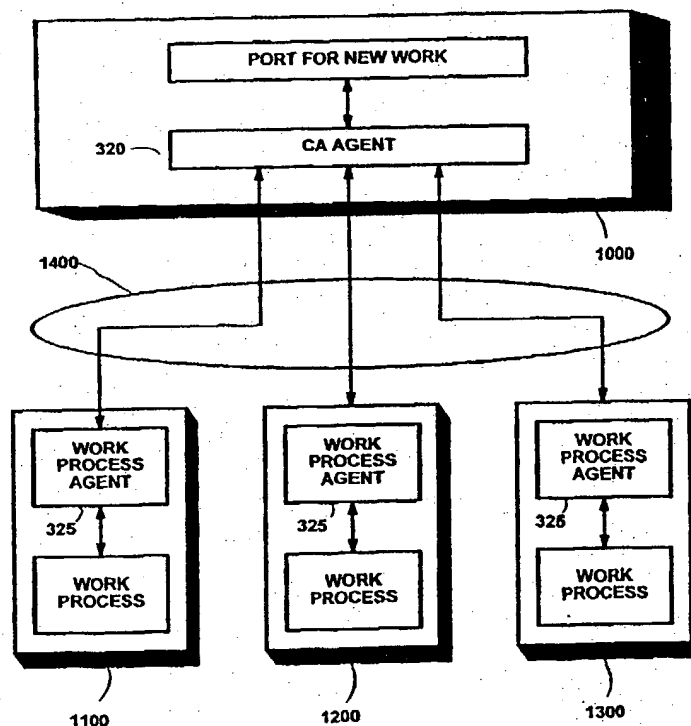 PORT FOR NEW WORK
320
CA AGENT
1000
1400
WORK
PROCESS
AGENT
325
WORK
PROCESS
1100
WORK
PROCESS
AGENT
325
WORK
PROCESS
1200
WORK
PROCESS
AGENT
325
WORK
PROCESS
1300